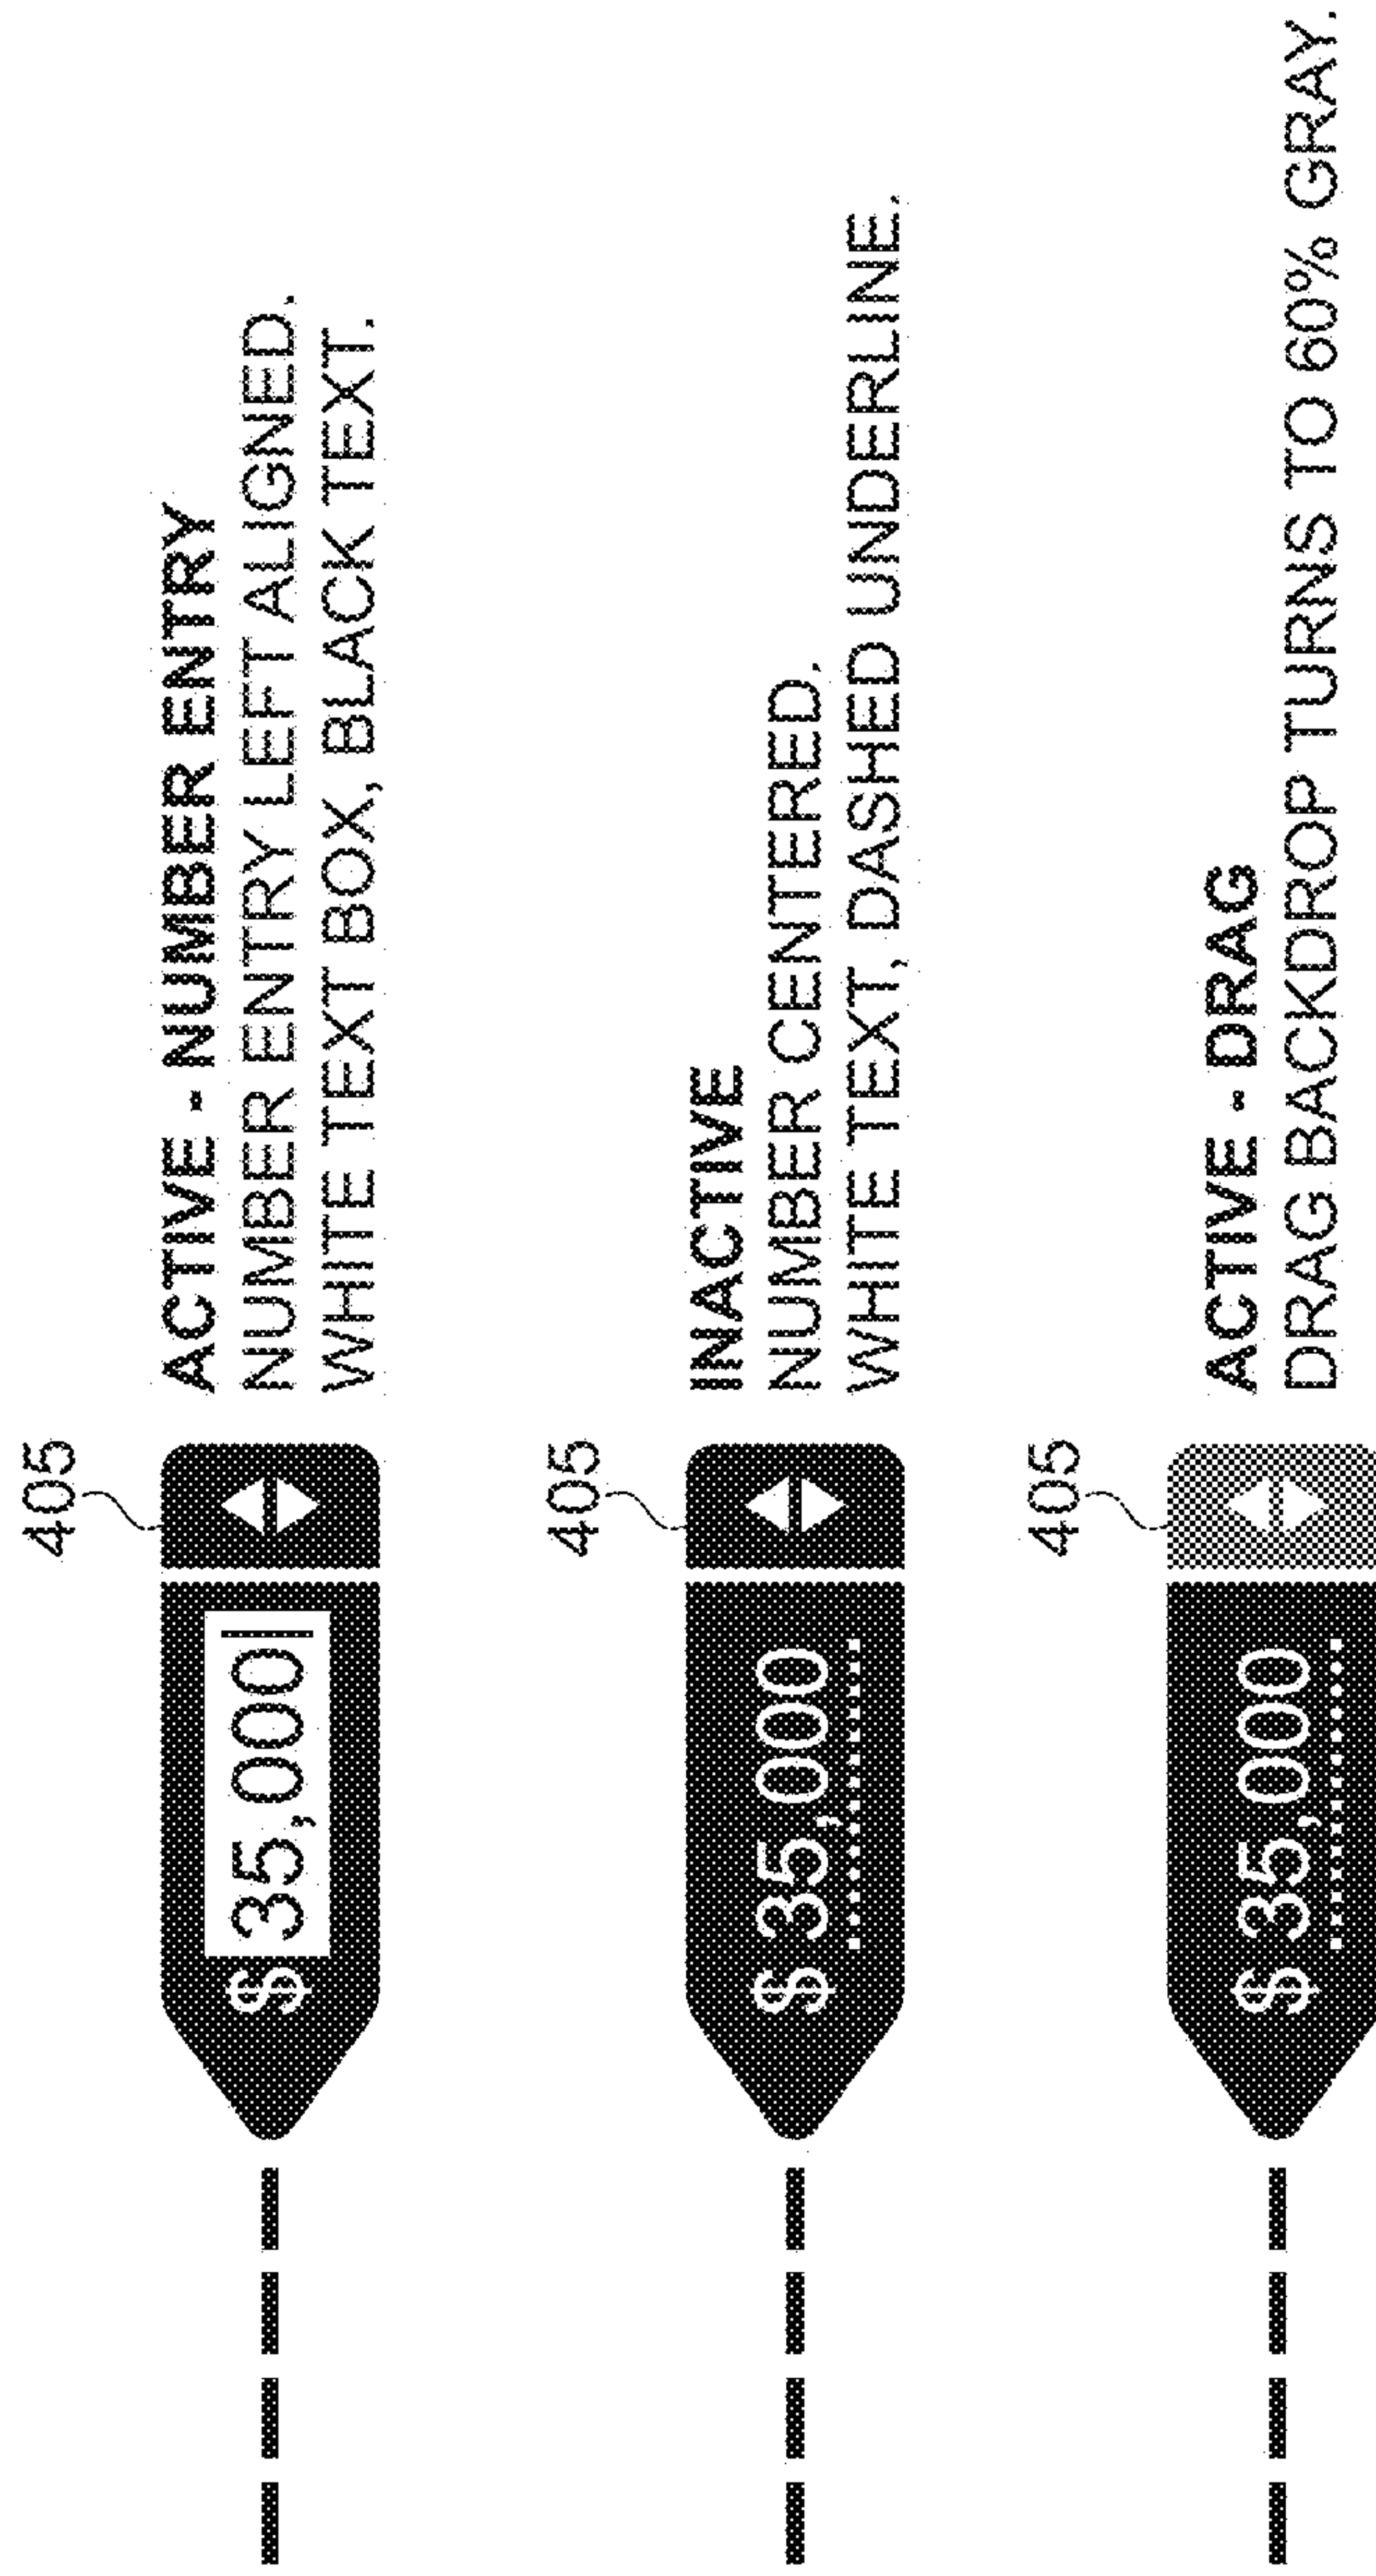 405
$ 35,000
ACTIVE - NUMBER ENTRY
NUMBER ENTRY LEFT ALIGNED.
WHITE TEXT BOX, BLACK TEXT.
405
$ 35,000
INACTIVE
NUMBER CENTERED.
WHITE TEXT, DASHED UNDERLINE.
405
$ 35,000
ACTIVE - DRAG
DRAG BACKDROP TURNS TO 60% GRAY.